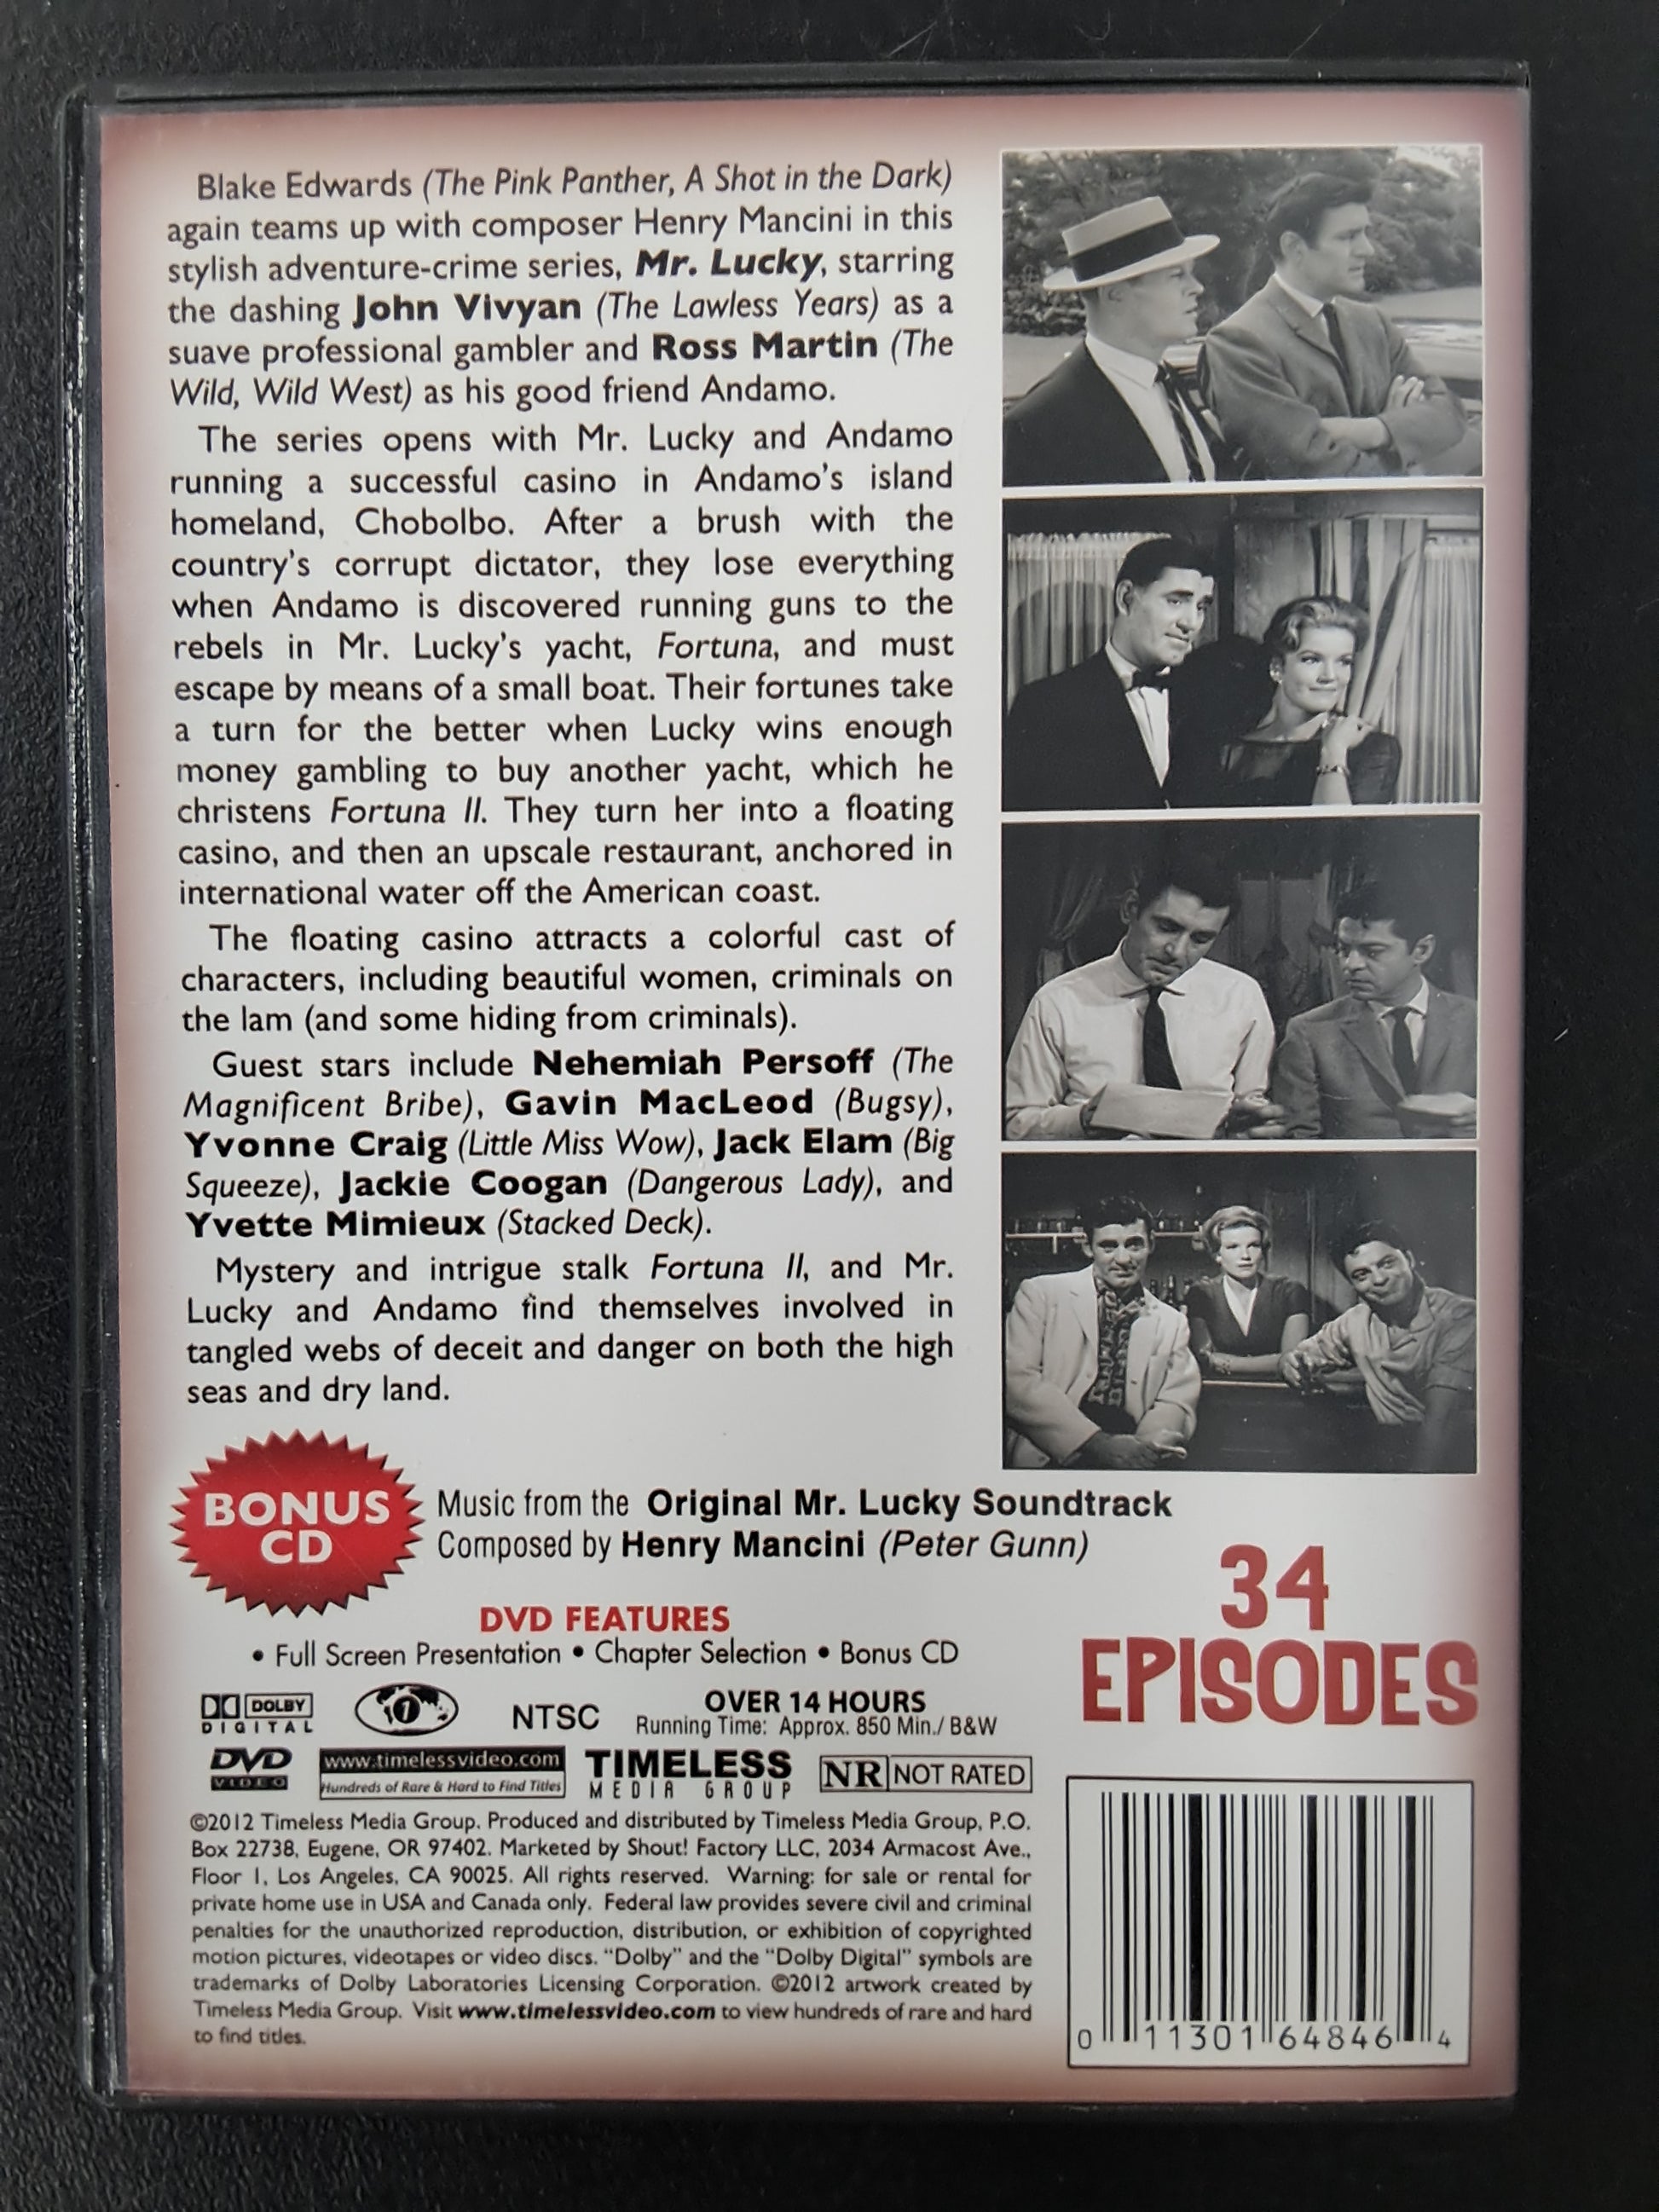 Blake Edwards (The Pink Panther, A Shot in the Dark)
again teams up with composer Henry Mancini in this
stylish adventure-crime series, Mr. Lucky, starring
the dashing John Vivyan (The Lawless Years) as a
suave professional gambler and Ross Martin (The
Wild, Wild West) as his good friend Andamo.
The series opens with Mr. Lucky and Andamo
running a successful casino in Andamo's island
homeland, Chobolbo. After a brush with the
country's corrupt dictator, they lose everything
when Andamo is discovered running guns to the
rebels in Mr. Lucky's yacht, Fortuna, and must
escape by means of a small boat. Their fortunes take
a turn for the better when Lucky wins enough
money gambling to buy another yacht, which he
christens Fortuna II. They turn her into a floating
casino, and then an upscale restaurant, anchored in
international water off the American coast.
The floating casino attracts a colorful cast of
characters, including beautiful women, criminals on
the lam (and some hiding from criminals).
Guest stars include Nehemiah Persoff (The
Magnificent Bribe), Gavin MacLeod (Bugsy),
Yvonne Craig (Little Miss Wow), Jack Elam (Big
Squeeze), Jackie Coogan (Dangerous Lady), and
Yvette Mimieux (Stacked Deck).
Mystery and intrigue stalk Fortuna II, and Mr.
Lucky and Andamo find themselves involved in
tangled webs of deceit and danger on both the high
seas and dry land.
BONUS
CD
Music from the Original Mr. Lucky Soundtrack
Composed by Henry Mancini (Peter Gunn)
34
EPISODES
DVD FEATURES
• Full Screen Presentation • Chapter Selection • Bonus CD
DOLBY
DIGITAL
1
NTSC
OVER 14 HOURS
Running Time: Approx. 850 Min./ B&W
DVD
VIDEO
www.timelessvideo.com
Hundreds of Rare & Hard to Find Titles
TIMELESS
MEDIA GROUP
NR NOT RATED
©2012 Timeless Media Group. Produced and distributed by Timeless Media Group, P.O.
Box 22738, Eugene, OR 97402. Marketed by Shout! Factory LLC, 2034 Armacost Ave.,
Floor 1, Los Angeles, CA 90025. All rights reserved. Warning: for sale or rental for
private home use in USA and Canada only. Federal law provides severe civil and criminal
penalties for the unauthorized reproduction, distribution, or exhibition of copyrighted
motion pictures, videotapes or video discs. "Dolby" and the "Dolby Digital" symbols are
trademarks of Dolby Laboratories Licensing Corporation. ©2012 artwork created by
Timeless Media Group. Visit www.timelessvideo.com to view hundreds of rare and hard
to find titles.
0 11301 64846 4